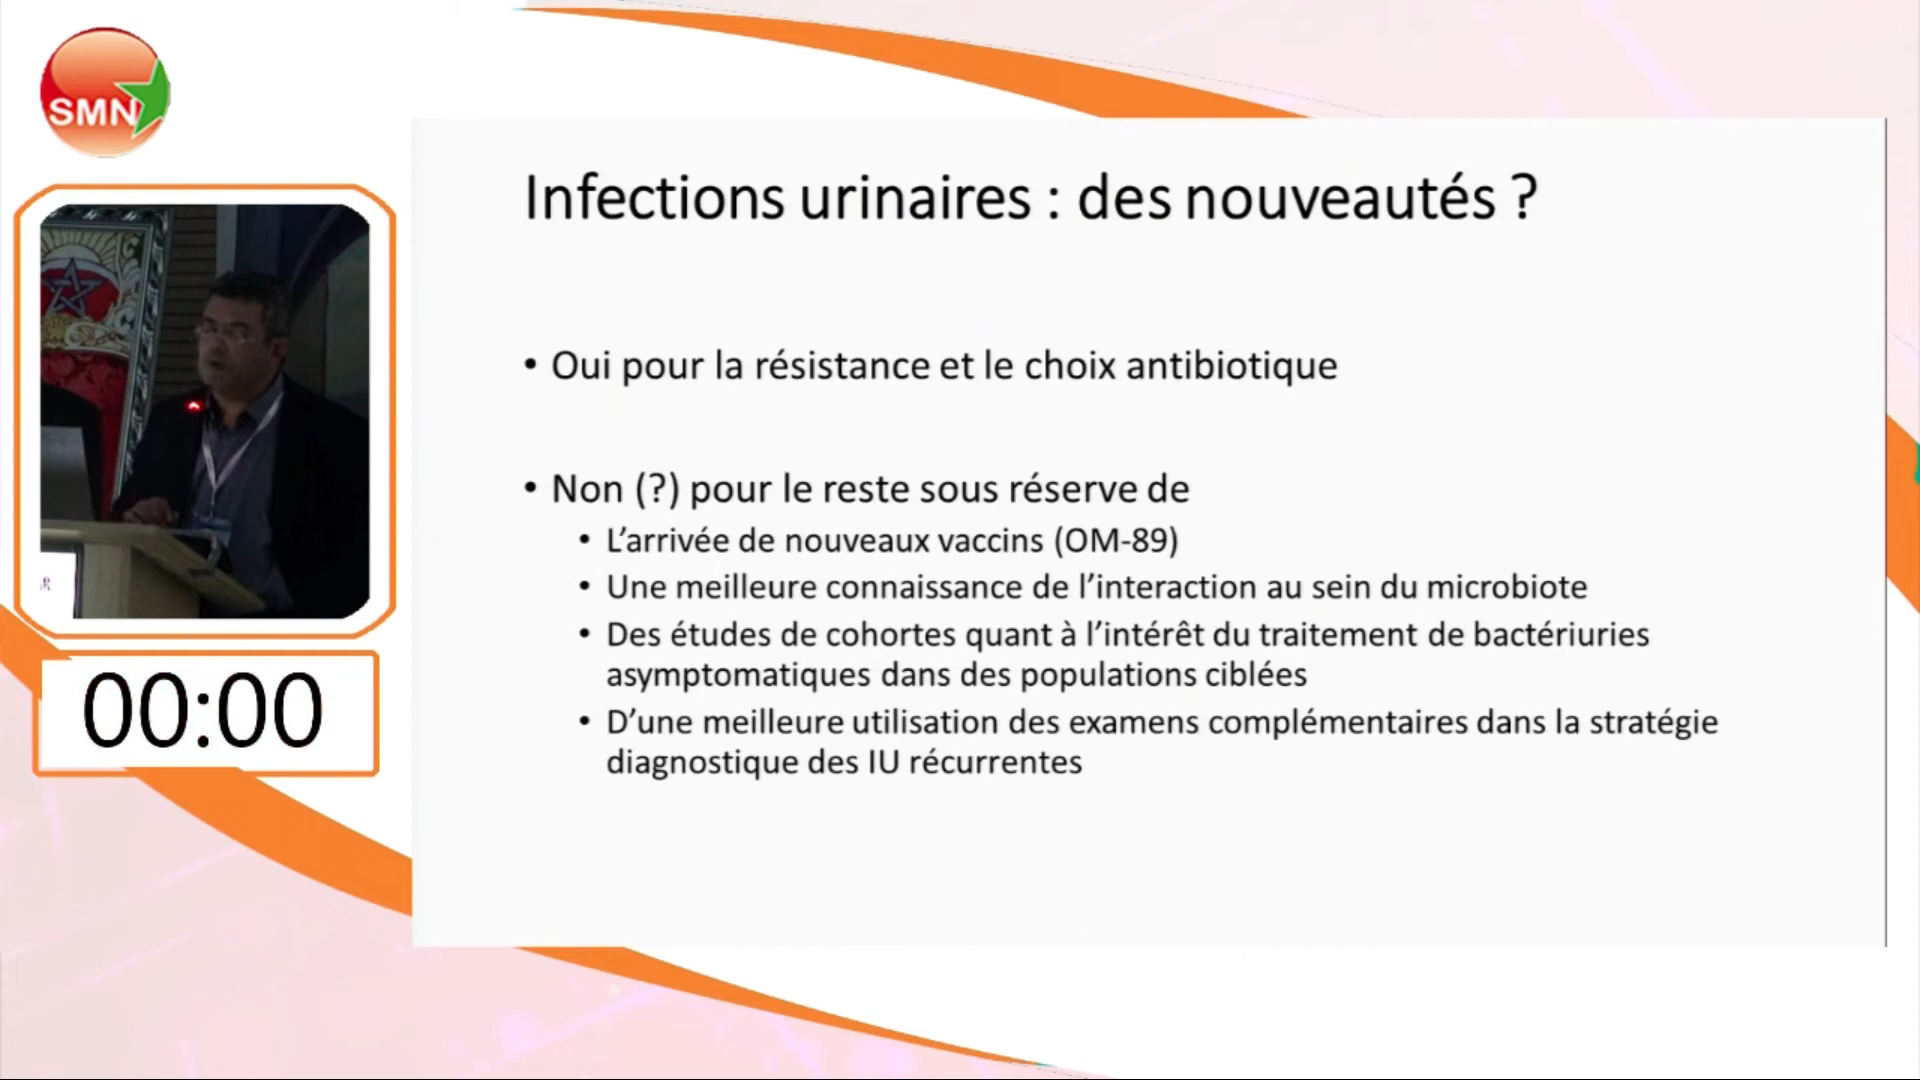 SMN
Infections urinaires : des nouveautés ?
• Oui pour la résistance et le choix antibiotique
• Non (?) pour le reste sous réserve de
• L’arrivée de nouveaux vaccins (OM-89)
• Une meilleure connaissance de l’interaction au sein du microbiote
• Des études de cohortes quant à l’intérêt du traitement de bactériuries
asymptomatiques dans des populations ciblées
• D’une meilleure utilisation des examens complémentaires dans la stratégie
diagnostique des IU récurrentes
00:00